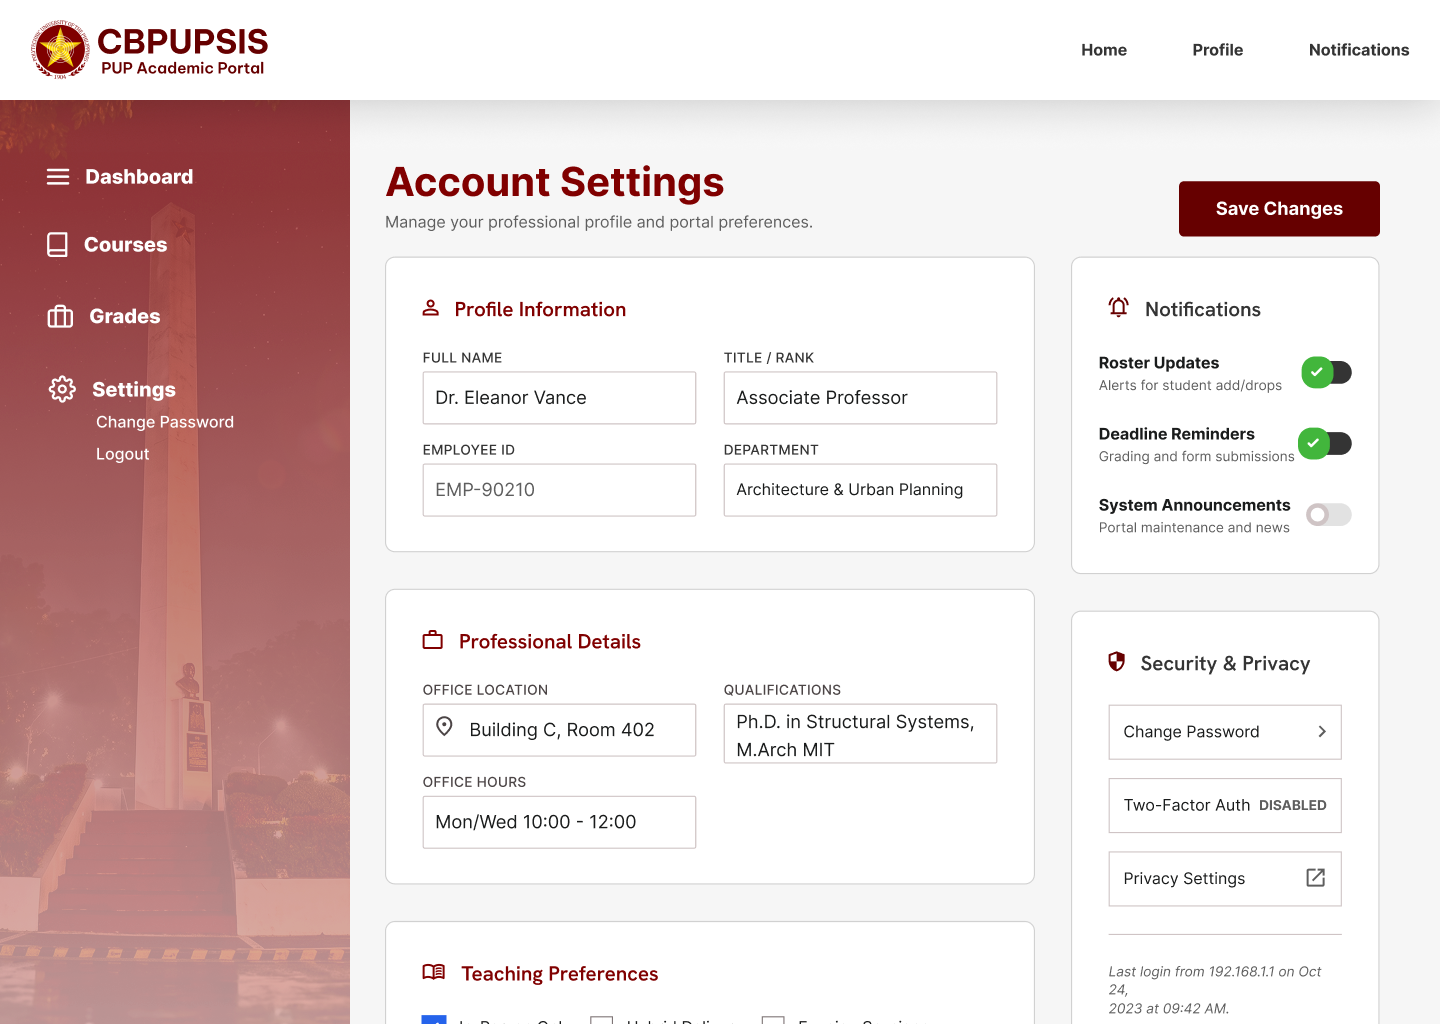 CBPUPSIS
PUP Academic Portal
1904
Home
Profile
Notifications
Dashboard
Courses
Grades
Settings
Change Password
Logout
Account Settings
Manage your professional profile and portal preferences.
Save Changes
Profile Information
FULL NAME
Dr. Eleanor Vance
TITLE / RANK
Associate Professor
EMPLOYEE ID
EMP-90210
DEPARTMENT
Architecture & Urban Planning
Professional Details
OFFICE LOCATION
Building C, Room 402
QUALIFICATIONS
Ph.D. in Structural Systems,
M.Arch MIT
OFFICE HOURS
Mon/Wed 10:00 - 12:00
Teaching Preferences
Notifications
Roster Updates
Alerts for student add/drops
Deadline Reminders
Grading and form submissions
System Announcements
Portal maintenance and news
Security & Privacy
Change Password
Two-Factor Auth DISABLED
Privacy Settings
Last login from 192.168.1.1 on Oct
24,
2023 at 09:42 AM.